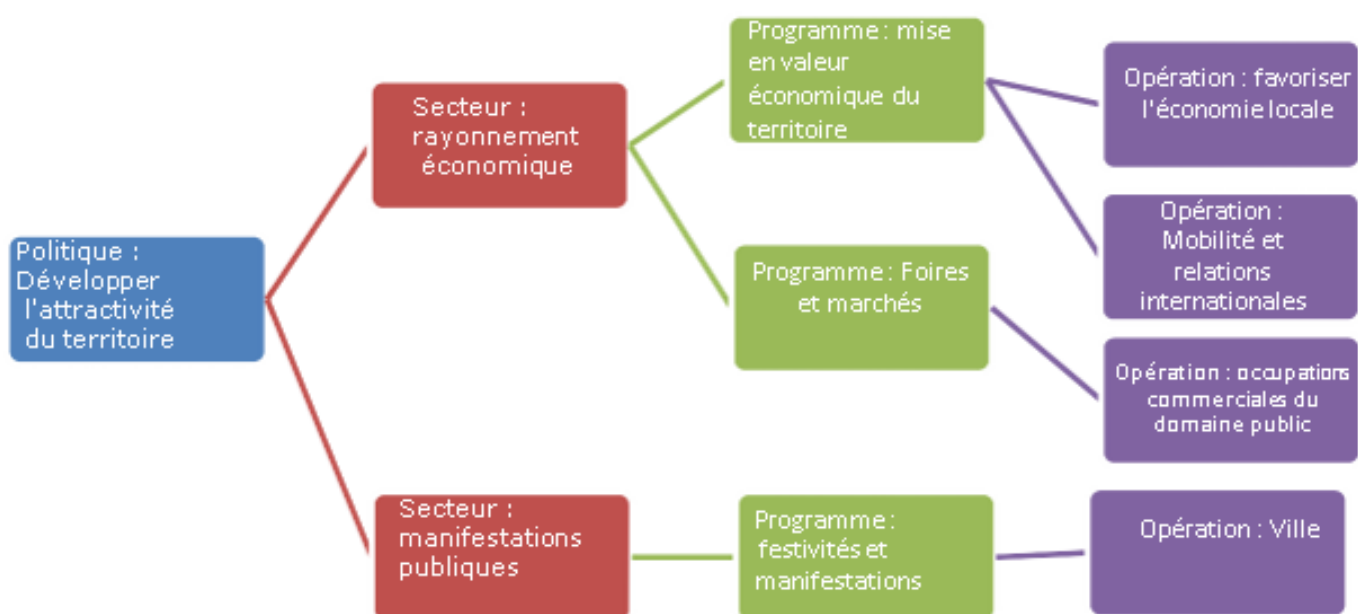 Politique :
Développer
l'attractivité
du territoire
Secteur :
rayonnement
économique
Secteur :
manifestations
publiques
Programme : mise
en valeur
économique du
territoire
Programme : Foires
et marchés
Programme :
festivités et
manifestations
Opération : favoriser
l'économie locale
Opération :
Mobilité et
relations
internationales
Opération : occupations
commerciales du
domaine public
Opération : Ville